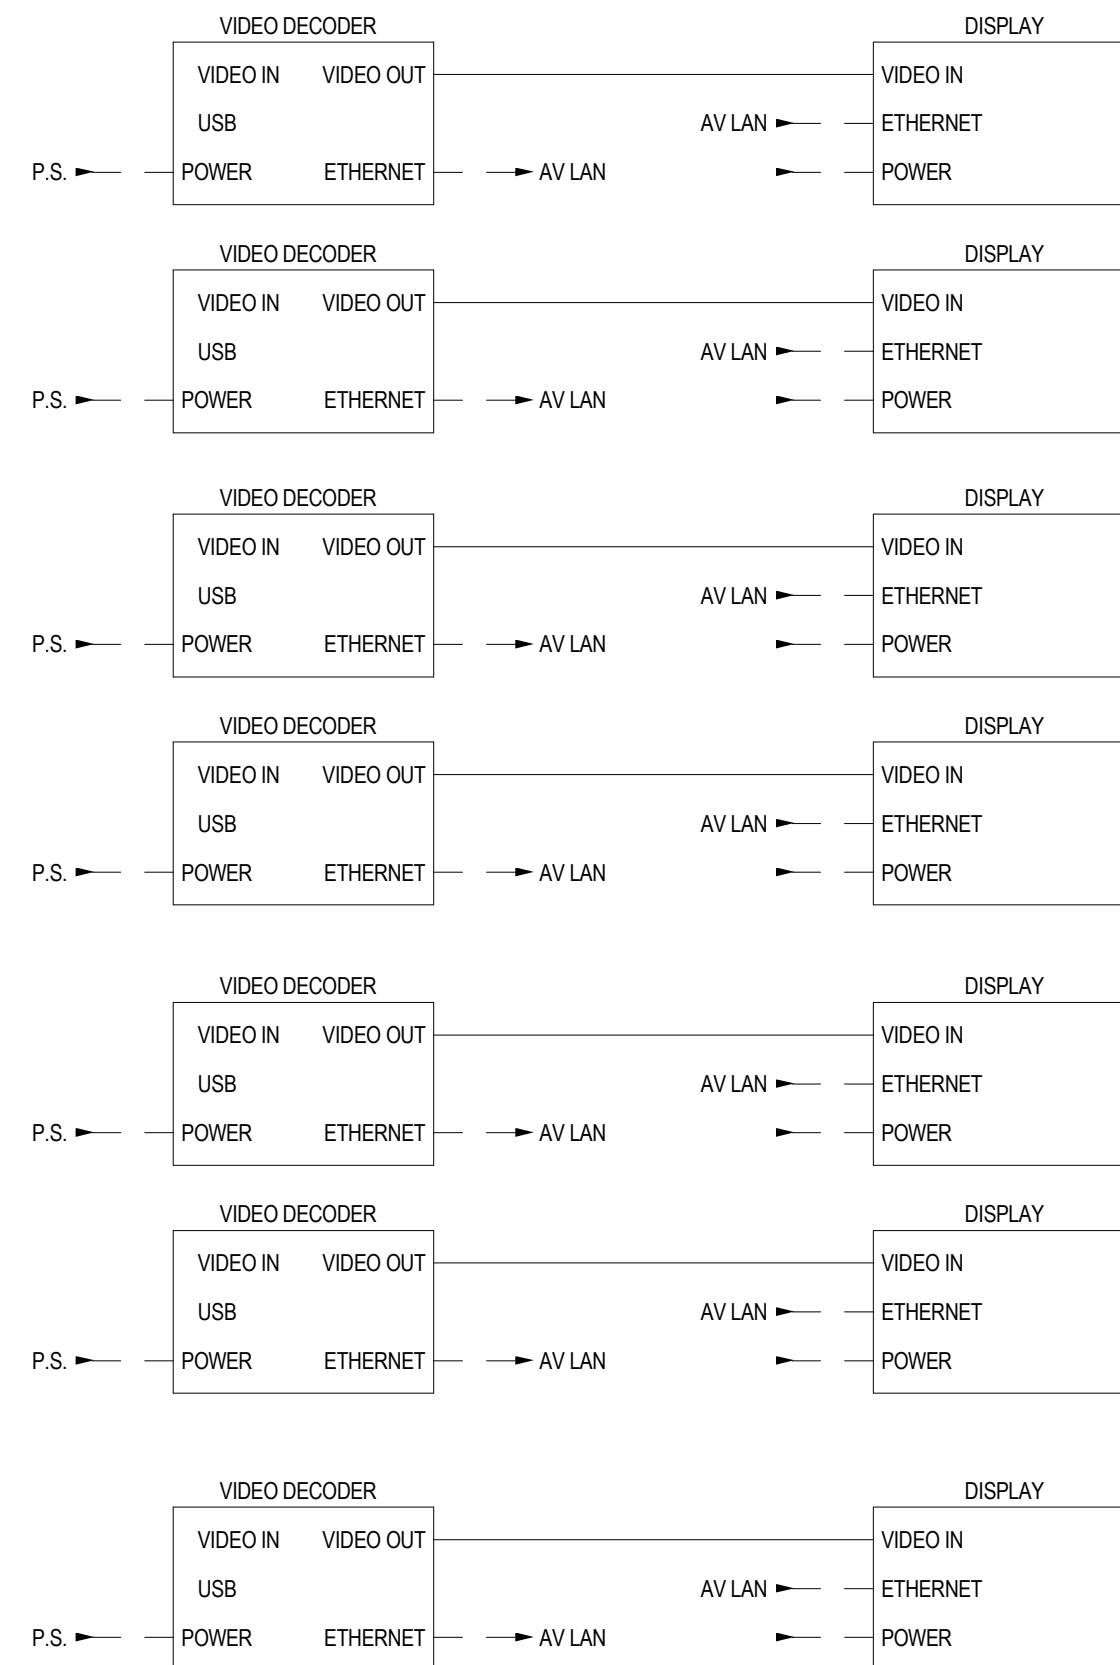 VIDEO DECODER DISPLAY
VIDEO IN VIDEO OUT VIDEO IN
USB AV LAN ETHERNET
P.S. POWER ETHERNET AV LAN POWER
VIDEO DECODER DISPLAY
VIDEO IN VIDEO OUT VIDEO IN
USB AV LAN ETHERNET
P.S. POWER ETHERNET AV LAN POWER
VIDEO DECODER DISPLAY
VIDEO IN VIDEO OUT VIDEO IN
USB AV LAN ETHERNET
P.S. POWER ETHERNET AV LAN POWER
VIDEO DECODER DISPLAY
VIDEO IN VIDEO OUT VIDEO IN
USB AV LAN ETHERNET
P.S. POWER ETHERNET AV LAN POWER
VIDEO DECODER DISPLAY
VIDEO IN VIDEO OUT VIDEO IN
USB AV LAN ETHERNET
P.S. POWER ETHERNET AV LAN POWER
VIDEO DECODER DISPLAY
VIDEO IN VIDEO OUT VIDEO IN
USB AV LAN ETHERNET
P.S. POWER ETHERNET AV LAN POWER
VIDEO DECODER DISPLAY
VIDEO IN VIDEO OUT VIDEO IN
USB AV LAN ETHERNET
P.S. POWER ETHERNET AV LAN POWER